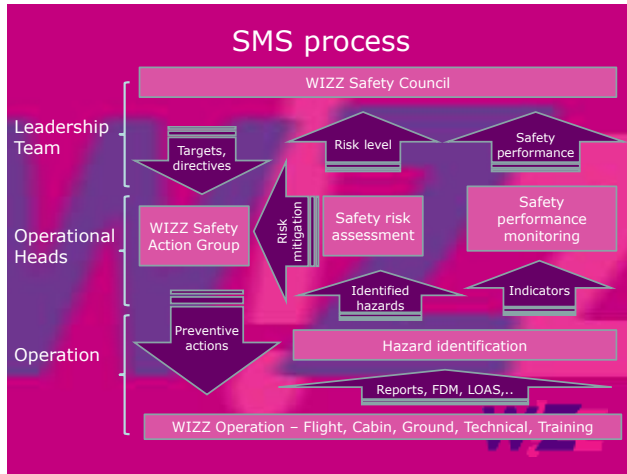 SMS process
WIZZ Safety Council
Leadership
Team
Targets,
directives
Risk level
Safety
performance
Operational
Heads
WIZZ Safety
Action Group
Risk
mitigation
Safety risk
assessment
Safety
performance
monitoring
Identified
hazards
Indicators
Operation
Preventive
actions
Hazard identification
Reports, FDM, LOAS,..
WIZZ Operation – Flight, Cabin, Ground, Technical, Training
WIZZ